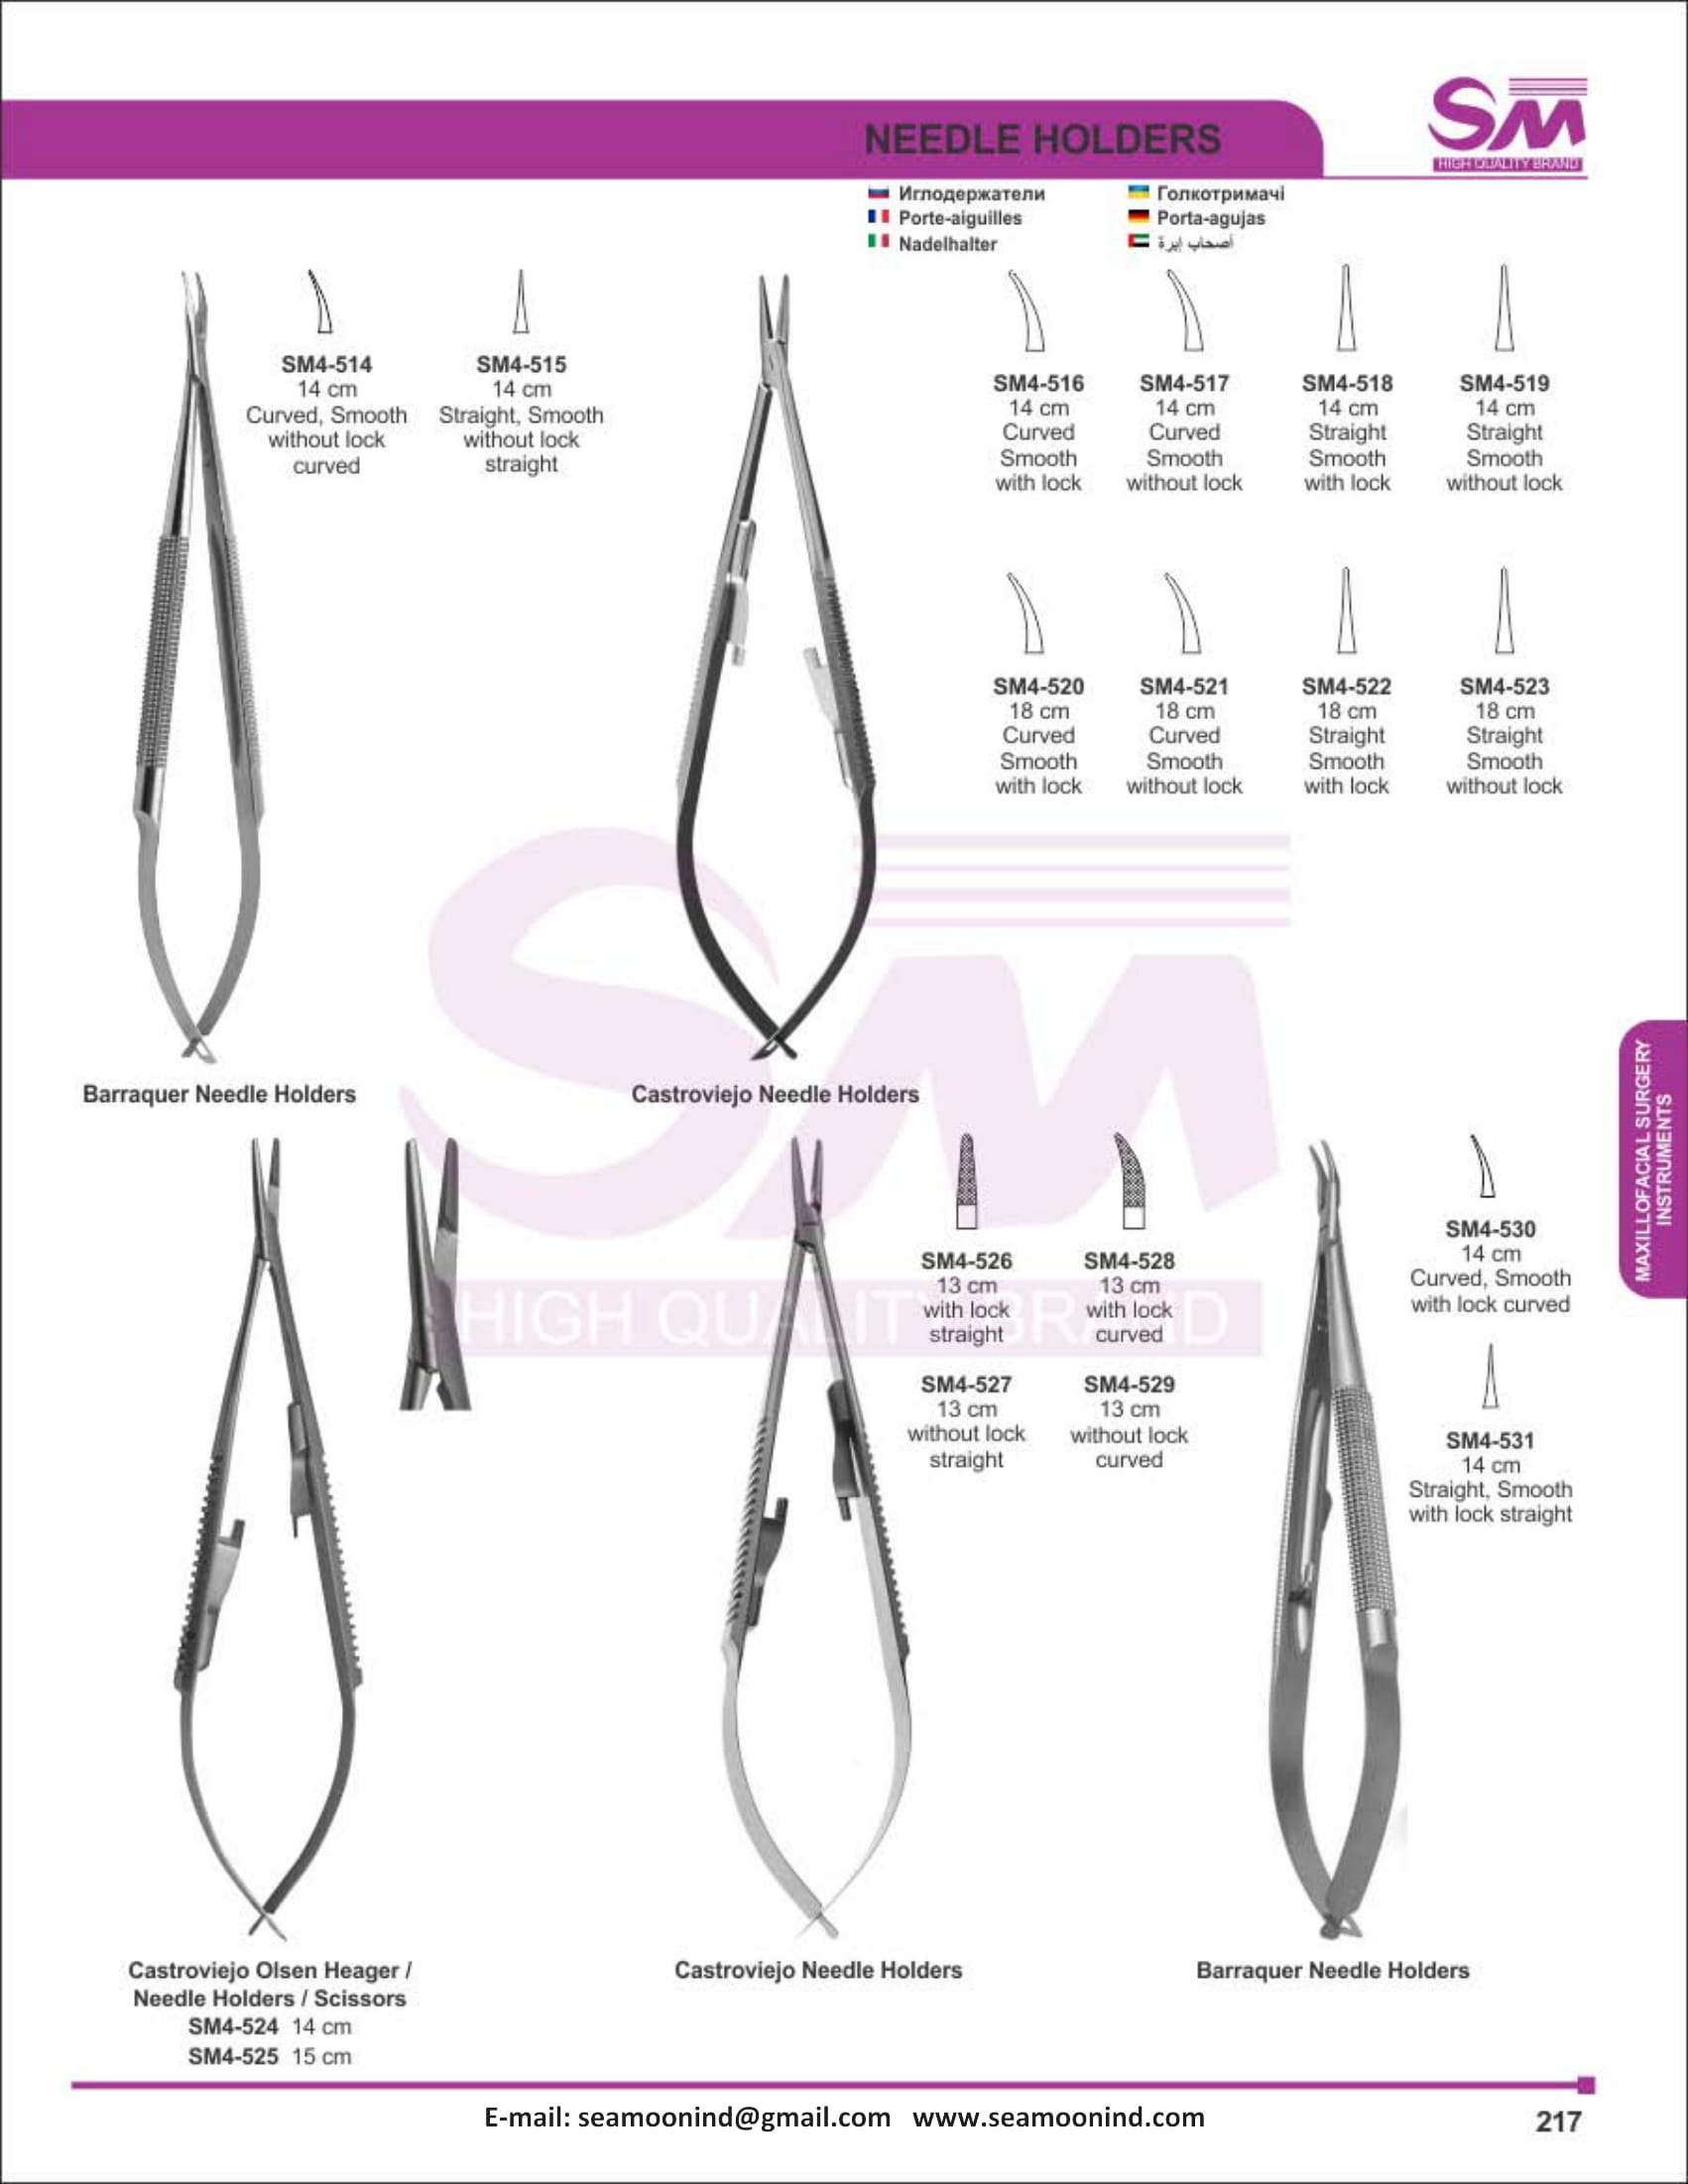 SM
HIGH QUALITY BRAND
NEEDLE HOLDERS
Иглодержатели
Porte-aiguilles
Nadelhalter
Голкотримачі
Porta-agujas
أصحاب إبرة
SM4-514
14 cm
Curved, Smooth
without lock
curved
SM4-515
14 cm
Straight, Smooth
without lock
straight
SM4-516
14 cm
Curved
Smooth
with lock
SM4-517
14 cm
Curved
Smooth
without lock
SM4-518
14 cm
Straight
Smooth
with lock
SM4-519
14 cm
Straight
Smooth
without lock
SM4-520
18 cm
Curved
Smooth
with lock
SM4-521
18 cm
Curved
Smooth
without lock
SM4-522
18 cm
Straight
Smooth
with lock
SM4-523
18 cm
Straight
Smooth
without lock
Barraquer Needle Holders
Castroviejo Needle Holders
SM
HIGH QUALITY BRAND
MAXILLOFACIAL SURGERY
INSTRUMENTS
SM4-526
13 cm
with lock
straight
SM4-528
13 cm
with lock
curved
SM4-527
13 cm
without lock
straight
SM4-529
13 cm
without lock
curved
SM4-530
14 cm
Curved, Smooth
with lock curved
SM4-531
14 cm
Straight, Smooth
with lock straight
Castroviejo Olsen Heager /
Needle Holders / Scissors
SM4-524 14 cm
SM4-525 15 cm
Castroviejo Needle Holders
Barraquer Needle Holders
E-mail: seamoonind@gmail.com www.seamoonind.com
217